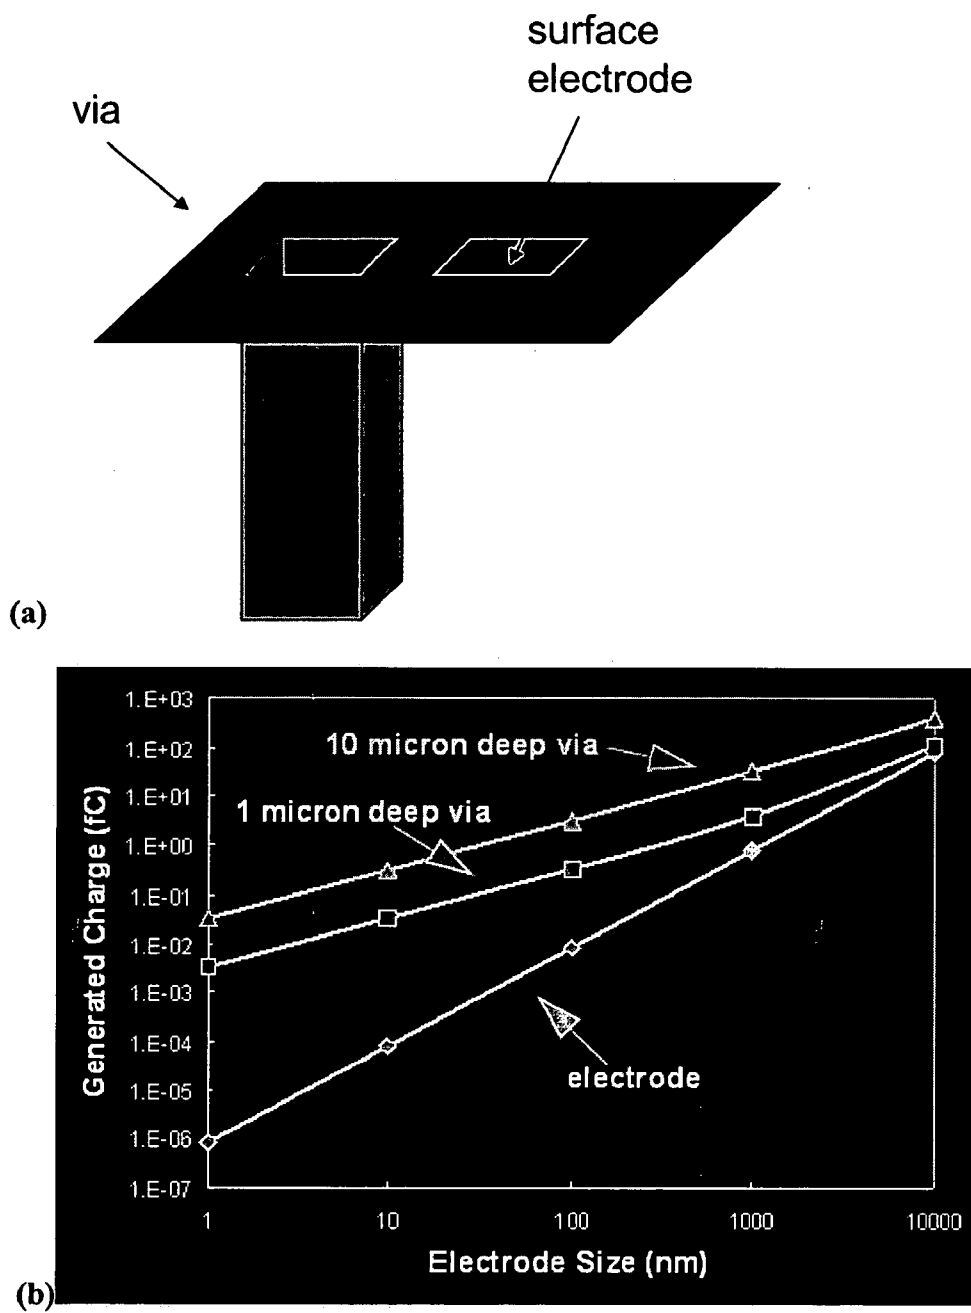 surface
electrode
via
(a)
1.E+03
10 micron deep via
1.E+02
1.E+01
1 micron deep via
1.E+00
1.E-01
1.E-02
1.E-03
1.E-04
electrode
1.E-05
1.E-06
1.E-07
Generated Charge (fC)
1 10 100 1000 10000
Electrode Size (nm)
(b)